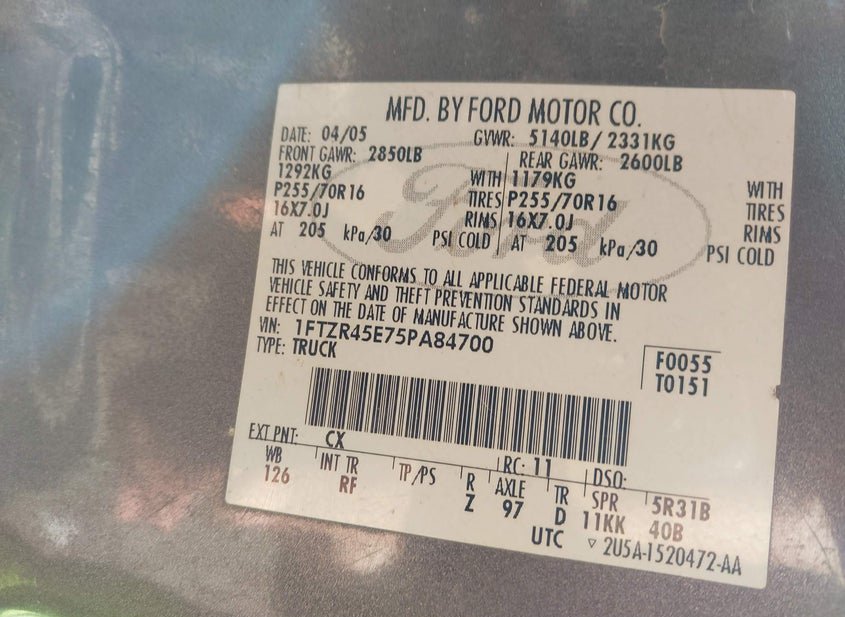 MFD. BY FORD MOTOR CO.
DATE: 04/05 GVWR: 5140LB/ 2331KG
FRONT GAWR: 2850LB REAR GAWR: 2600LB
1292KG WITH 1179KG WITH
P255/70R16 TIRES P255/70R16 TIRES
16X7.0J RIMS 16X7.0J RIMS
AT 205 kPa/30 PSI COLD AT 205 kPa/30 PSI COLD
Ford
THIS VEHICLE CONFORMS TO ALL APPLICABLE FEDERAL MOTOR
VEHICLE SAFETY AND THEFT PREVENTION STANDARDS IN
EFFECT ON THE DATE OF MANUFACTURE SHOWN ABOVE.
VIN: 1FTZR45E75PA84700
TYPE: TRUCK
F0055
T0151
EXT PNT: CX RC: 11 DSO:
WB INT TR TP/PS R AXLE TR SPR 5R31B
126 RF Z 97 D 11KK 40B
UTC ▽ 2U5A-1520472-AA